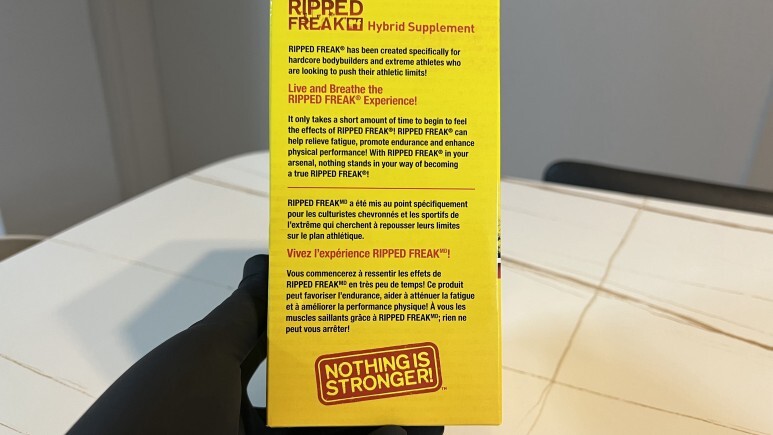 RIPPED
FREAK rf Hybrid Supplement
RIPPED FREAK® has been created specifically for
hardcore bodybuilders and extreme athletes who
are looking to push their athletic limits!
Live and Breathe the
RIPPED FREAK® Experience!
It only takes a short amount of time to begin to feel
the effects of RIPPED FREAK®! RIPPED FREAK® can
help relieve fatigue, promote endurance and enhance
physical performance! With RIPPED FREAK® in your
arsenal, nothing stands in your way of becoming
a true RIPPED FREAK®!
RIPPED FREAKᴹᴰ a été mis au point spécifiquement
pour les culturistes chevronnés et les sportifs de
l'extrême qui cherchent à repousser leurs limites
sur le plan athlétique.
Vivez l'expérience RIPPED FREAKᴹᴰ!
Vous commencerez à ressentir les effets de
RIPPED FREAKᴹᴰ en très peu de temps! Ce produit
peut favoriser l'endurance, aider à atténuer la fatigue
et à améliorer la performance physique! À vous les
muscles saillants grâce à RIPPED FREAKᴹᴰ; rien ne
peut vous arrêter!
NOTHING IS
STRONGER!™